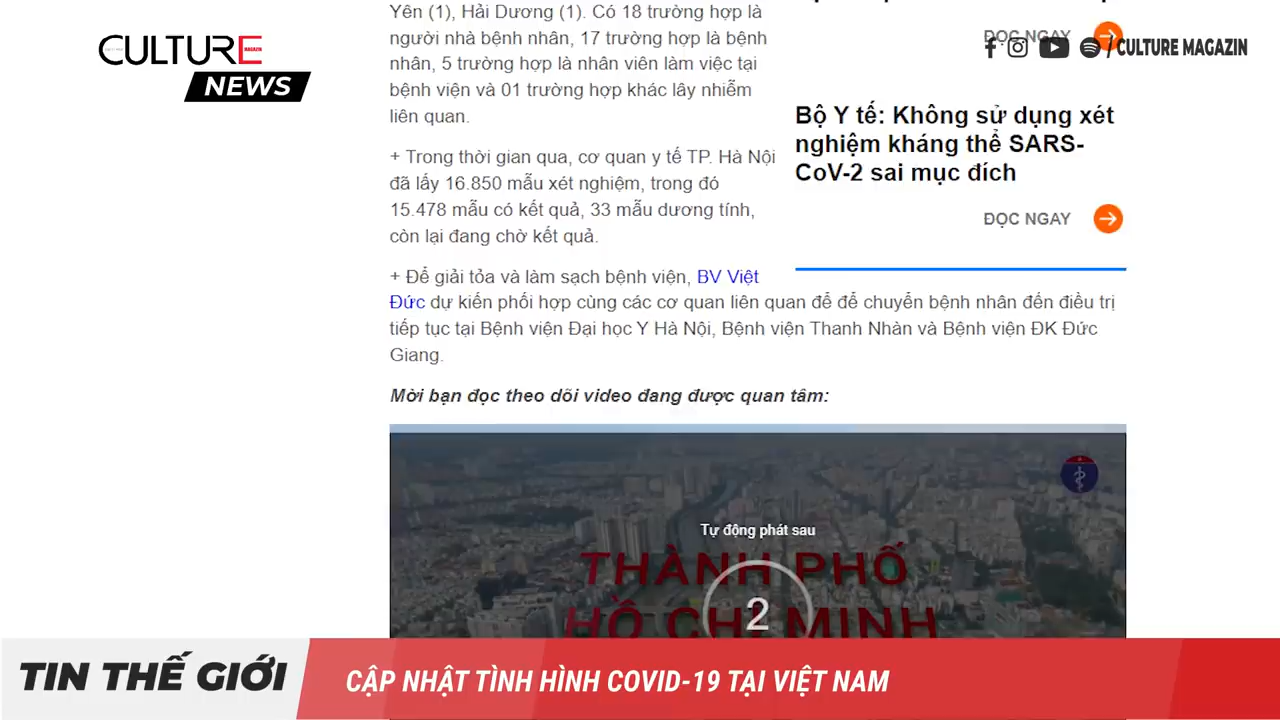 CULTURE
MAGAZIN
NEWS
Yên (1), Hải Dương (1). Có 18 trường hợp là
người nhà bệnh nhân, 17 trường hợp là bệnh
nhân, 5 trường hợp là nhân viên làm việc tại
bệnh viện và 01 trường hợp khác lây nhiễm
liên quan.
+ Trong thời gian qua, cơ quan y tế TP. Hà Nội
đã lấy 16.850 mẫu xét nghiệm, trong đó
15.478 mẫu có kết quả, 33 mẫu dương tính,
còn lại đang chờ kết quả.
+ Để giải tỏa và làm sạch bệnh viện, BV Việt
Đức dự kiến phối hợp cùng các cơ quan liên quan để để chuyển bệnh nhân đến điều trị
tiếp tục tại Bệnh viện Đại học Y Hà Nội, Bệnh viện Thanh Nhàn và Bệnh viện ĐK Đức
Giang.
Mời bạn đọc theo dõi video đang được quan tâm:
ĐỌC NGAY
/ CULTURE MAGAZIN
Bộ Y tế: Không sử dụng xét
nghiệm kháng thể SARS-
CoV-2 sai mục đích
ĐỌC NGAY
Tự động phát sau
THÀNH PHỐ
2
HỒ CHÍ MINH
TIN THẾ GIỚI
CẬP NHẬT TÌNH HÌNH COVID-19 TẠI VIỆT NAM